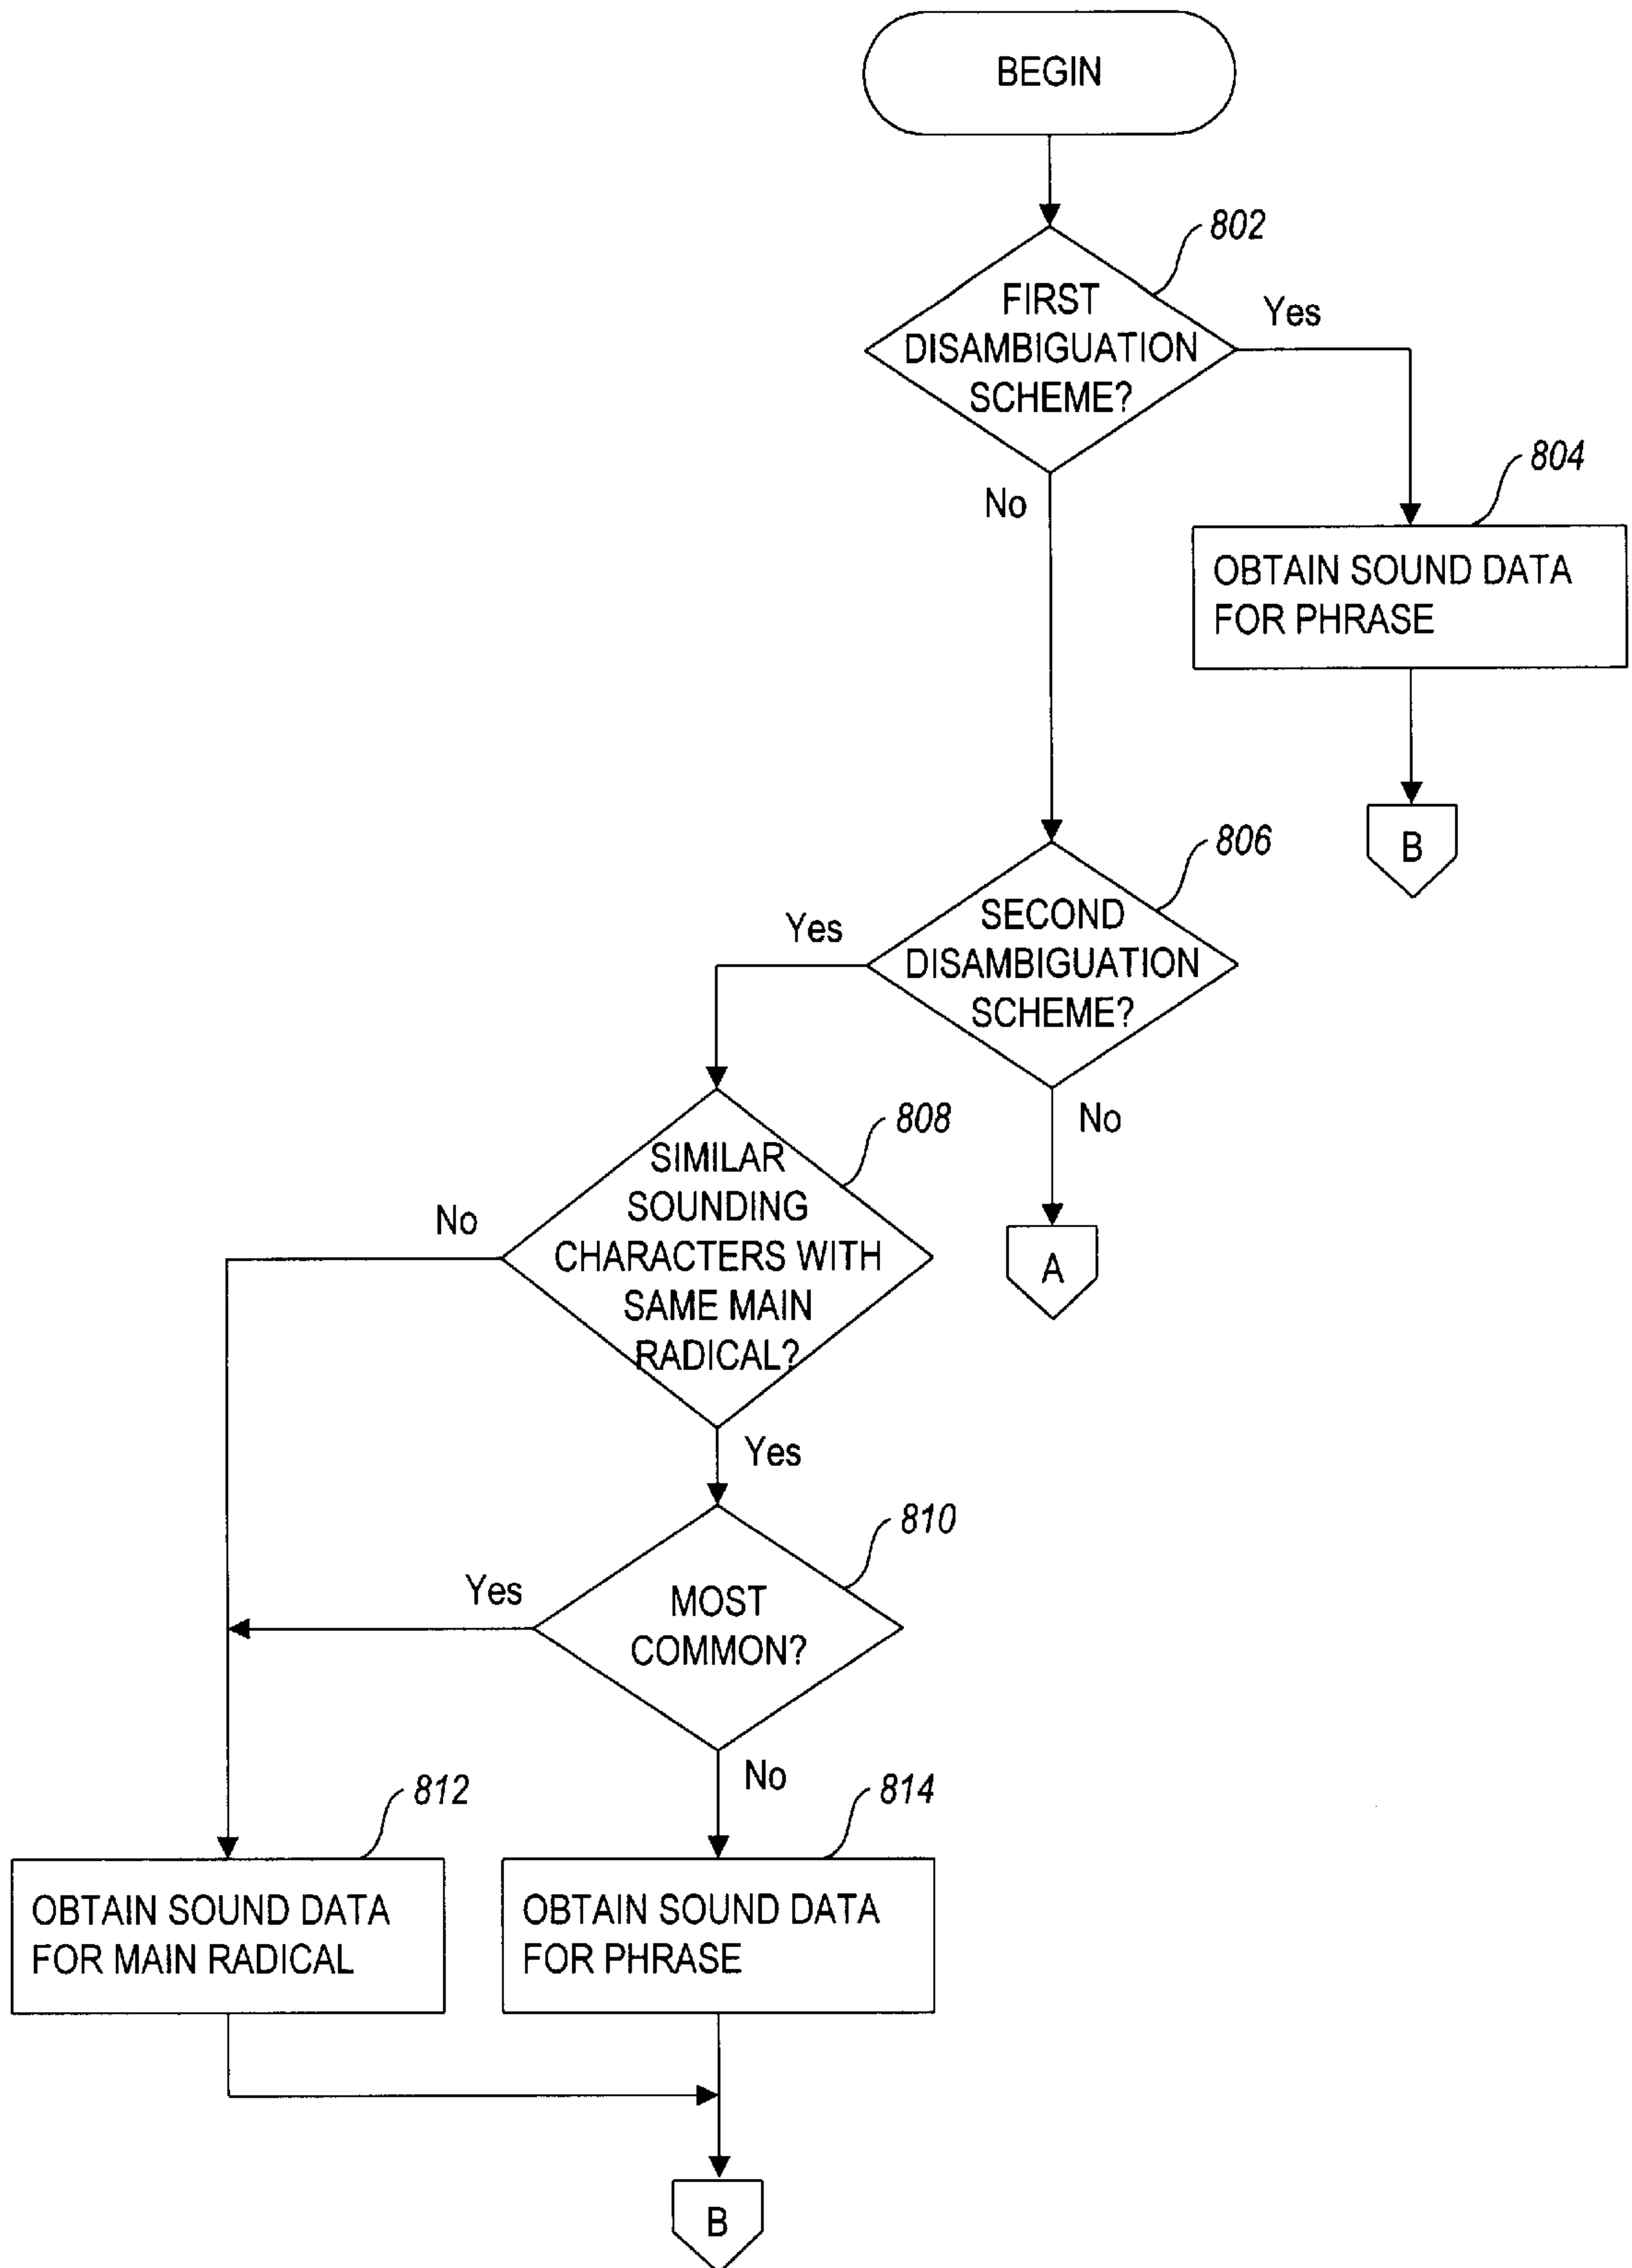 BEGIN
802
FIRST
DISAMBIGUATION
SCHEME?
Yes
No
804
OBTAIN SOUND DATA
FOR PHRASE
B
806
SECOND
DISAMBIGUATION
SCHEME?
Yes
No
A
808
SIMILAR
SOUNDING
CHARACTERS WITH
SAME MAIN
RADICAL?
No
Yes
810
MOST
COMMON?
Yes
No
812
OBTAIN SOUND DATA
FOR MAIN RADICAL
814
OBTAIN SOUND DATA
FOR PHRASE
B